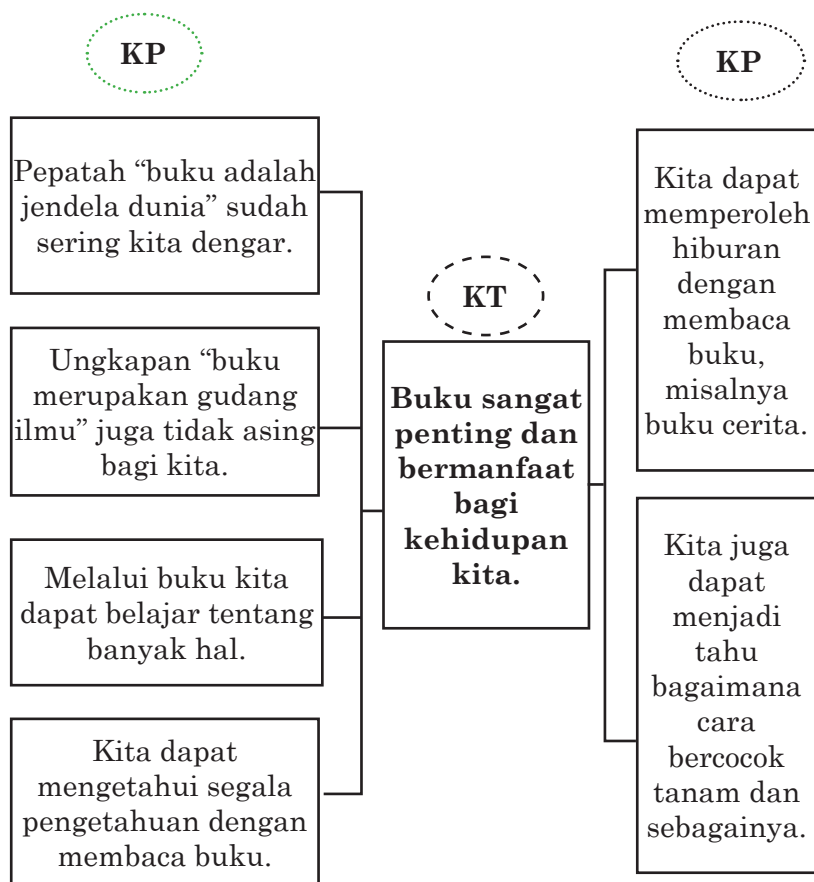 KP
Pepatah “buku adalah
jendela dunia” sudah
sering kita dengar.
Ungkapan “buku
merupakan gudang
ilmu” juga tidak asing
bagi kita.
Melalui buku kita
dapat belajar tentang
banyak hal.
Kita dapat
mengetahui segala
pengetahuan dengan
membaca buku.
KT
Buku sangat
penting dan
bermanfaat
bagi
kehidupan
kita.
KP
Kita dapat
memperoleh
hiburan
dengan
membaca
buku,
misalnya
buku cerita.
Kita juga
dapat
menjadi
tahu
bagaimana
cara
bercocok
tanam dan
sebagainya.